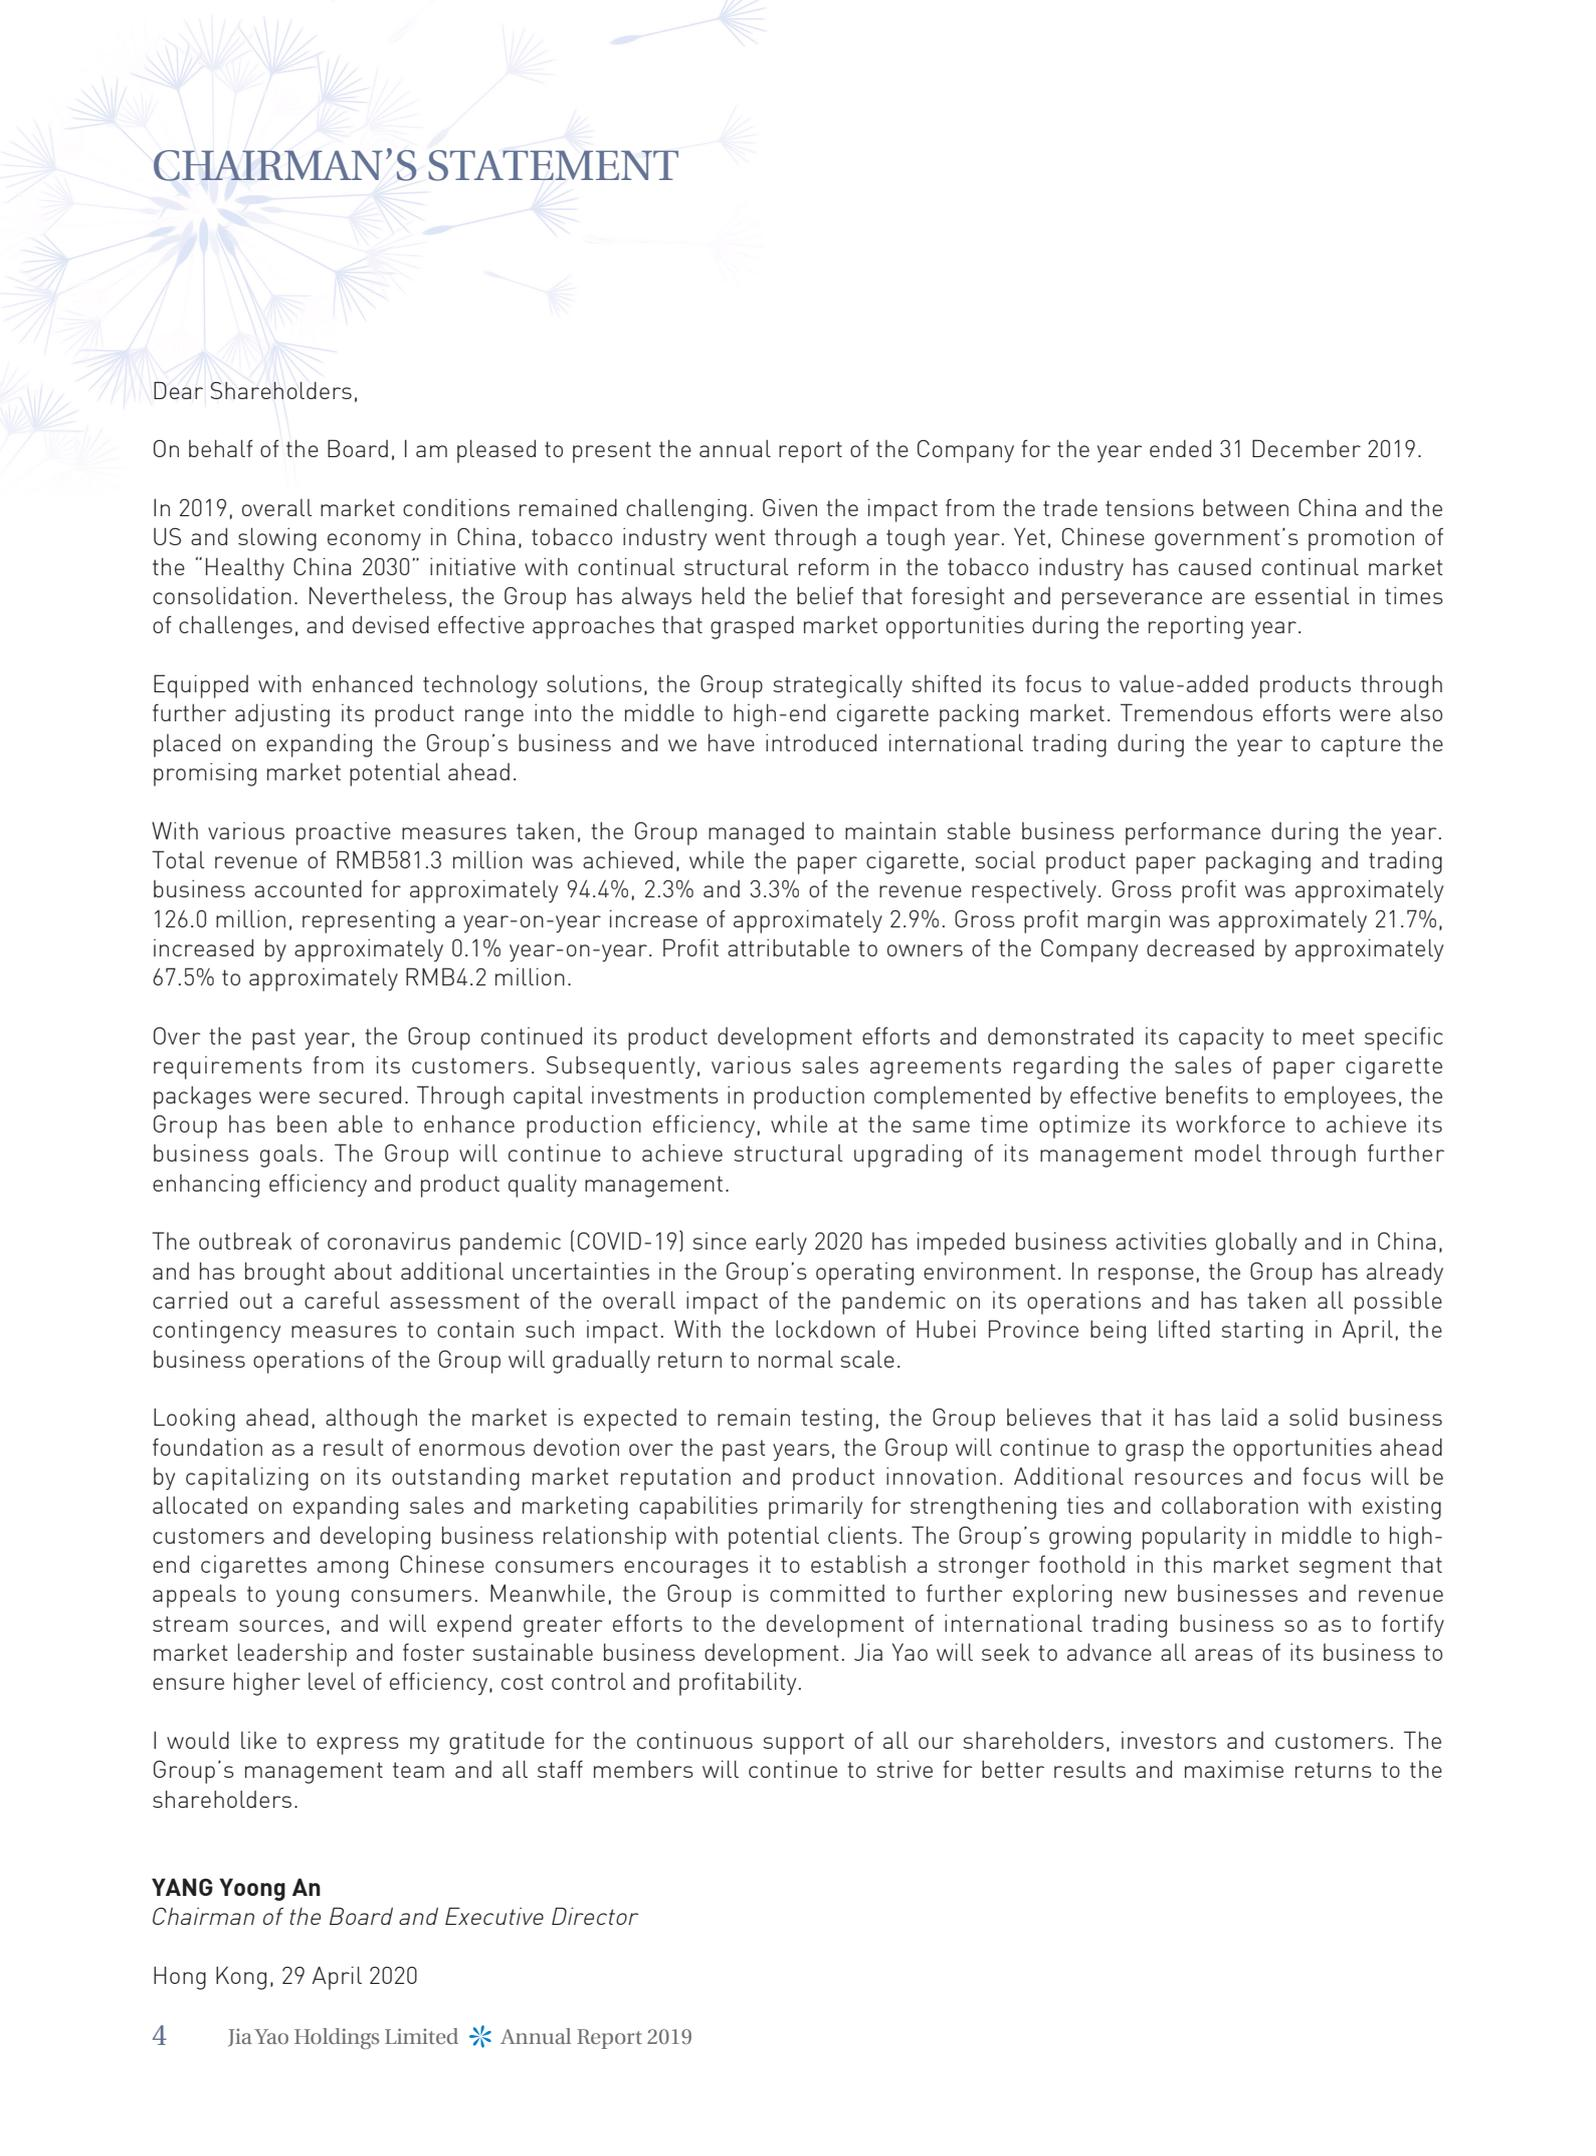 CHAIRMAN’S STATEMENT
Dear Shareholders,
On behalf of the Board, I am pleased to present the annual report of the Company for the year ended 31 December 2019.
In 2019, overall market conditions remained challenging. Given the impact from the trade tensions between China and the
US and slowing economy in China, tobacco industry went through a tough year. Yet, Chinese government’s promotion of
the “Healthy China 2030” initiative with continual structural reform in the tobacco industry has caused continual market
consolidation. Nevertheless, the Group has always held the belief that foresight and perseverance are essential in times
of challenges, and devised effective approaches that grasped market opportunities during the reporting year.
Equipped with enhanced technology solutions, the Group strategically shifted its focus to value-added products through
further adjusting its product range into the middle to high-end cigarette packing market. Tremendous efforts were also
placed on expanding the Group’s business and we have introduced international trading during the year to capture the
promising market potential ahead.
With various proactive measures taken, the Group managed to maintain stable business performance during the year.
Total revenue of RMB581.3 million was achieved, while the paper cigarette, social product paper packaging and trading
business accounted for approximately 94.4%, 2.3% and 3.3% of the revenue respectively. Gross profit was approximately
126.0 million, representing a year-on-year increase of approximately 2.9%. Gross profit margin was approximately 21.7%,
increased by approximately 0.1% year-on-year. Profit attributable to owners of the Company decreased by approximately
67.5% to approximately RMB4.2 million.
Over the past year, the Group continued its product development efforts and demonstrated its capacity to meet specific
requirements from its customers. Subsequently, various sales agreements regarding the sales of paper cigarette
packages were secured. Through capital investments in production complemented by effective benefits to employees, the
Group has been able to enhance production efficiency, while at the same time optimize its workforce to achieve its
business goals. The Group will continue to achieve structural upgrading of its management model through further
enhancing efficiency and product quality management.
The outbreak of coronavirus pandemic (COVID-19) since early 2020 has impeded business activities globally and in China,
and has brought about additional uncertainties in the Group’s operating environment. In response, the Group has already
carried out a careful assessment of the overall impact of the pandemic on its operations and has taken all possible
contingency measures to contain such impact. With the lockdown of Hubei Province being lifted starting in April, the
business operations of the Group will gradually return to normal scale.
Looking ahead, although the market is expected to remain testing, the Group believes that it has laid a solid business
foundation as a result of enormous devotion over the past years, the Group will continue to grasp the opportunities ahead
by capitalizing on its outstanding market reputation and product innovation. Additional resources and focus will be
allocated on expanding sales and marketing capabilities primarily for strengthening ties and collaboration with existing
customers and developing business relationship with potential clients. The Group’s growing popularity in middle to high-
end cigarettes among Chinese consumers encourages it to establish a stronger foothold in this market segment that
appeals to young consumers. Meanwhile, the Group is committed to further exploring new businesses and revenue
stream sources, and will expend greater efforts to the development of international trading business so as to fortify
market leadership and foster sustainable business development. Jia Yao will seek to advance all areas of its business to
ensure higher level of efficiency, cost control and profitability.
I would like to express my gratitude for the continuous support of all our shareholders, investors and customers. The
Group’s management team and all staff members will continue to strive for better results and maximise returns to the
shareholders.
YANG Yoong An
Chairman of the Board and Executive Director
Hong Kong, 29 April 2020
4 Jia Yao Holdings Limited Annual Report 2019